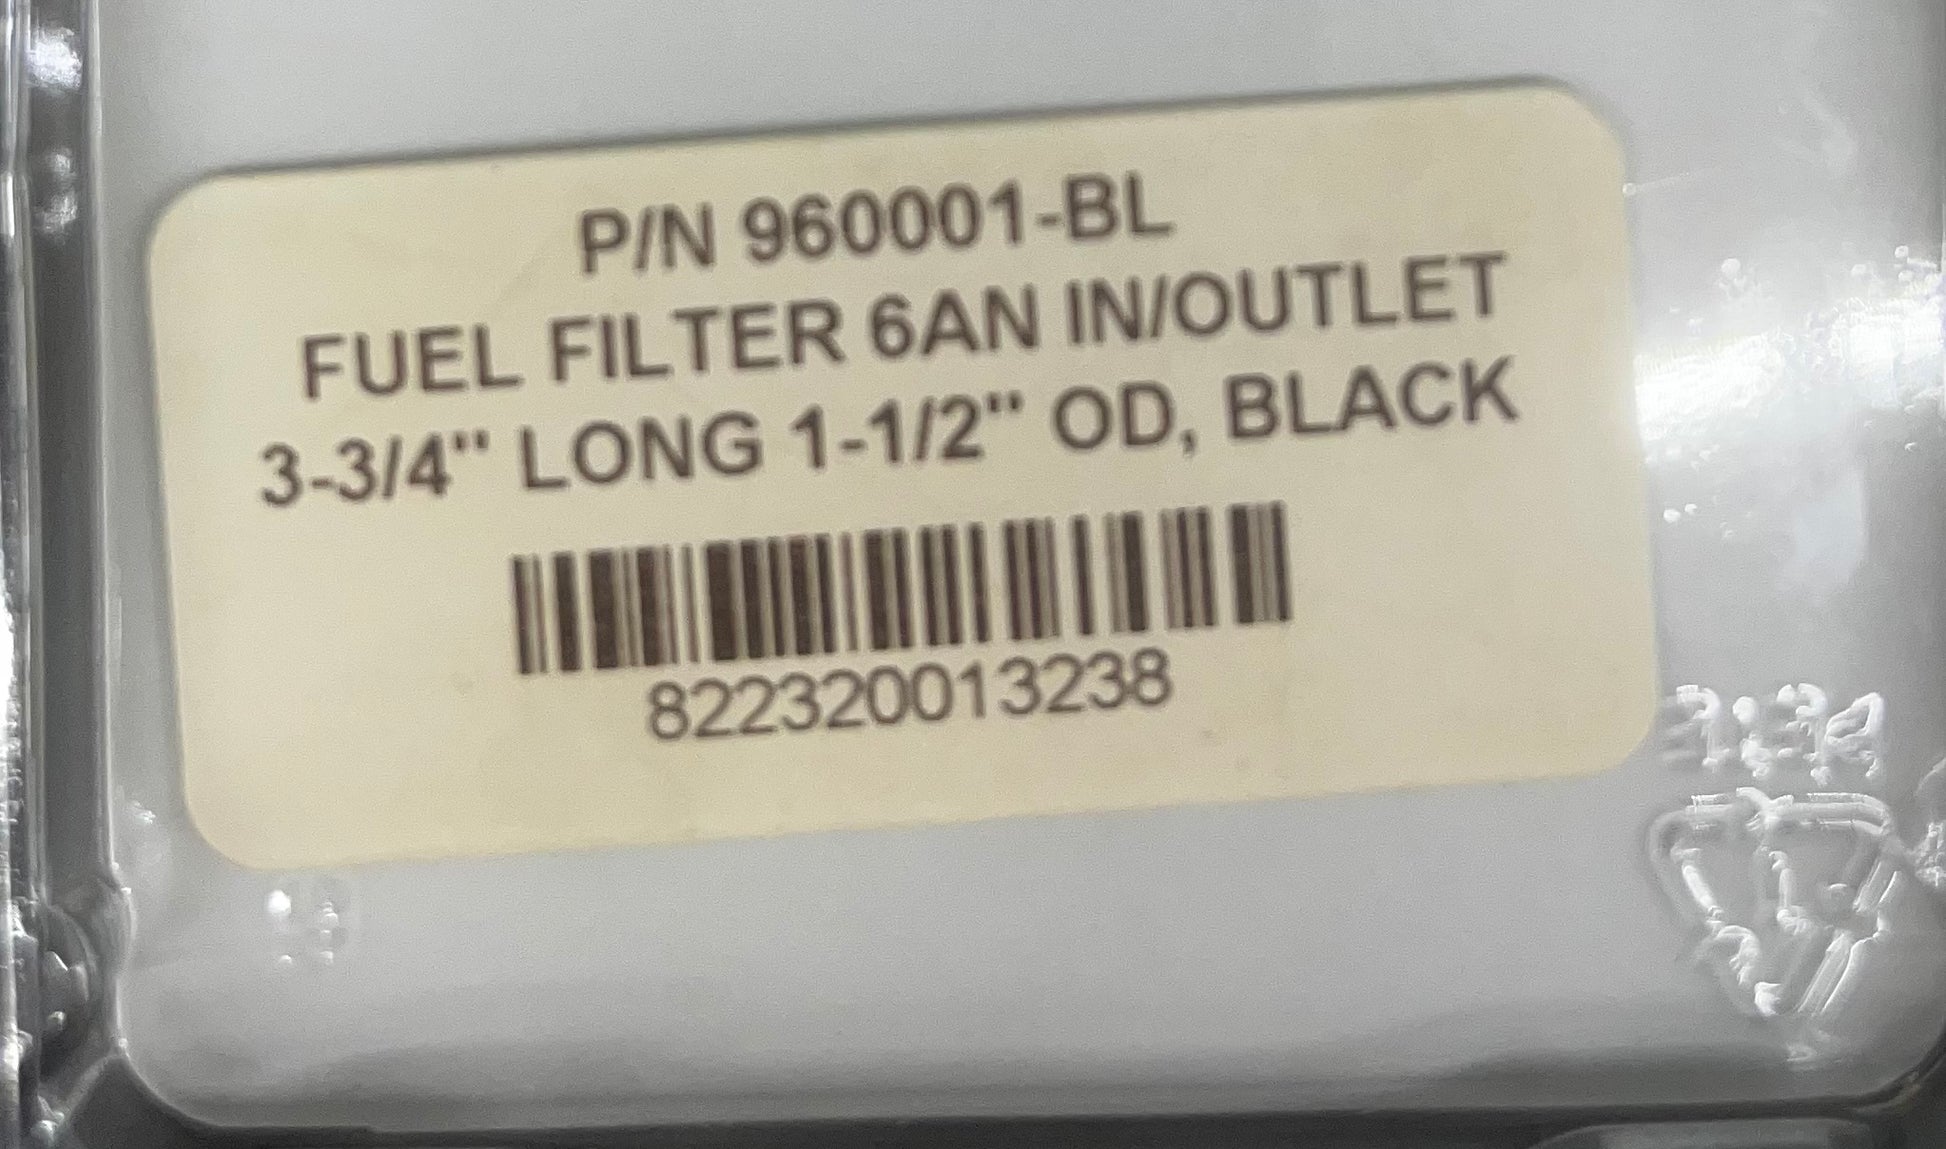 P/N 960001-BL
FUEL FILTER 6AN IN/OUTLET
3-3/4" LONG 1-1/2" OD, BLACK
822320013238